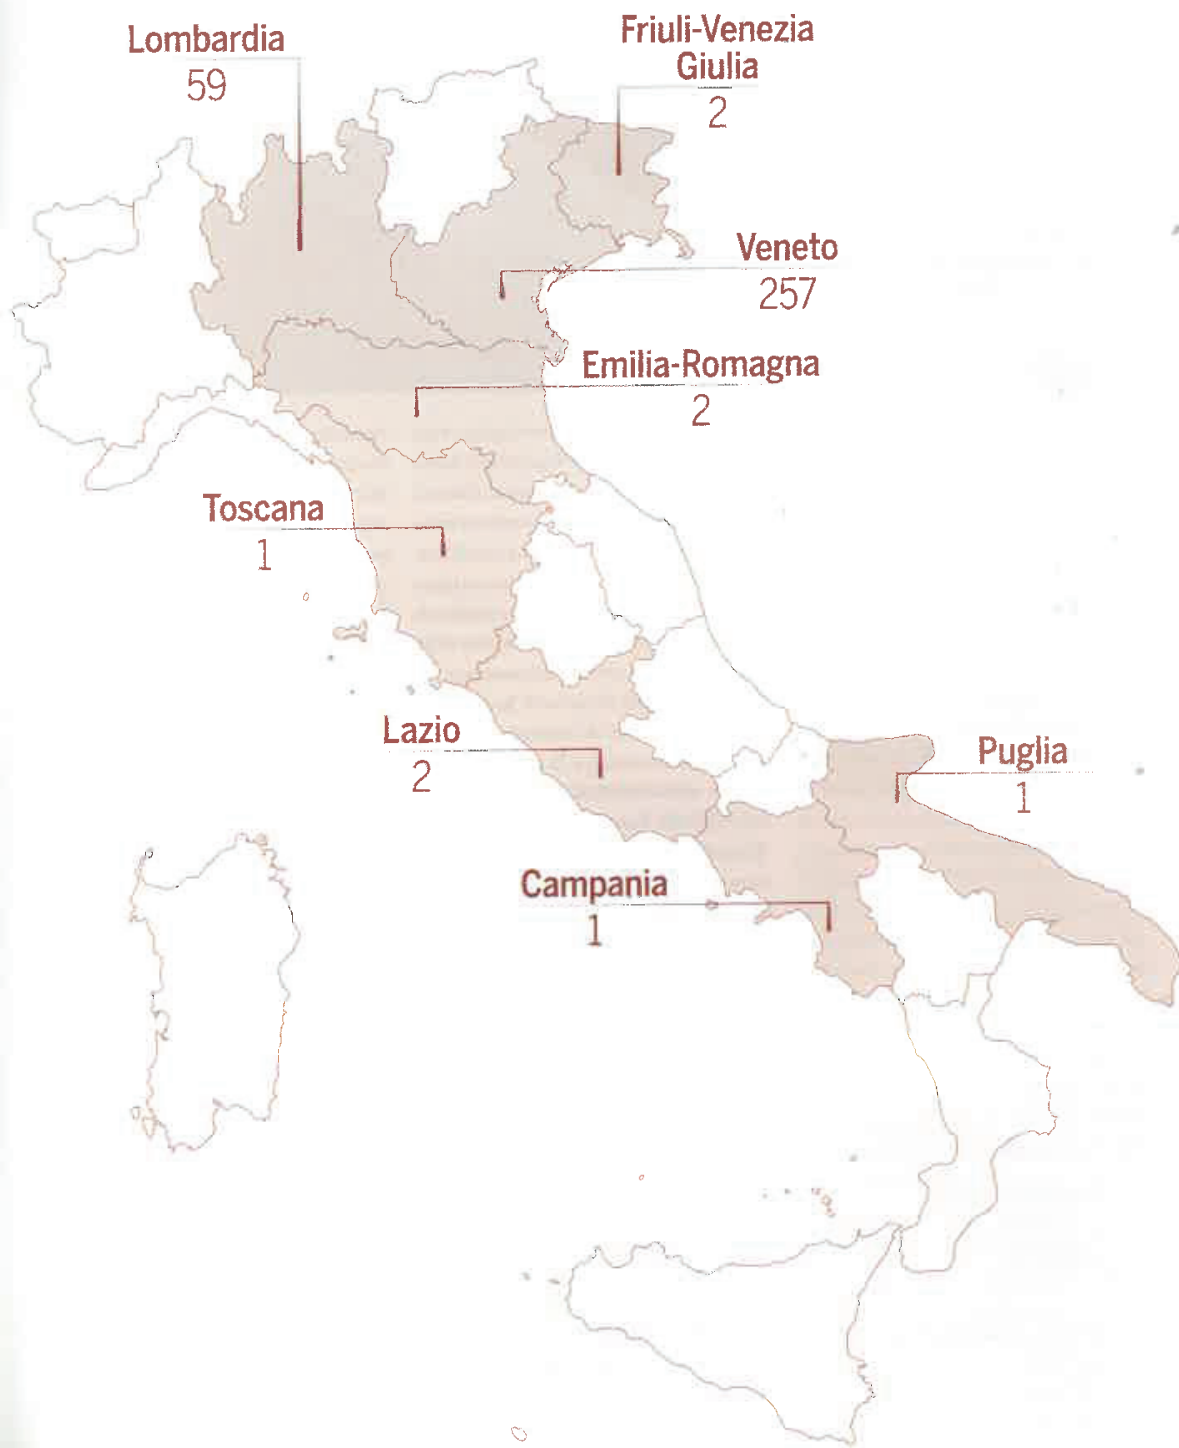 Lombardia
59
Friuli-Venezia
Giulia
2
Veneto
257
Emilia-Romagna
2
Toscana
1
Lazio
2
Puglia
1
Campania
1